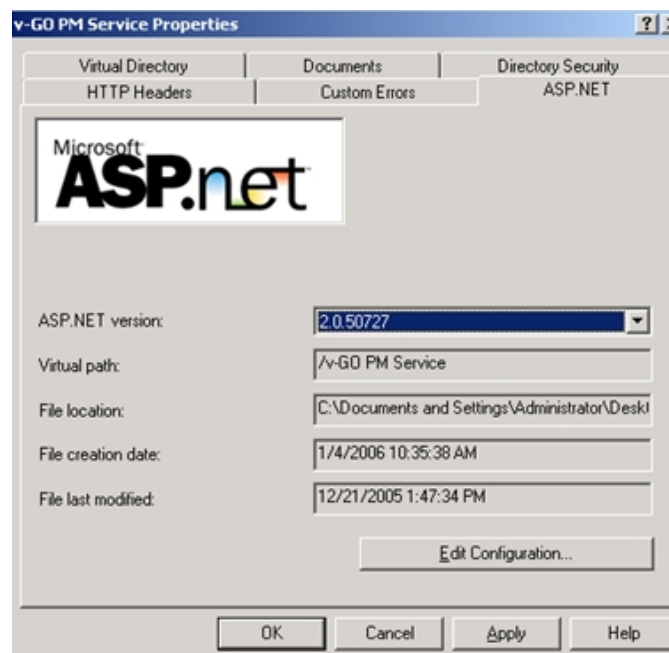 v-GO PM Service Properties
Virtual Directory Documents Directory Security
HTTP Headers Custom Errors ASP.NET
Microsoft
ASP.net
ASP.NET version: 2.0.50727
Virtual path: /v-GO PM Service
File location: C:\Documents and Settings\Administrator\Deskt
File creation date: 1/4/2006 10:35:38 AM
File last modified: 12/21/2005 1:47:34 PM
Edit Configuration...
OK Cancel Apply Help